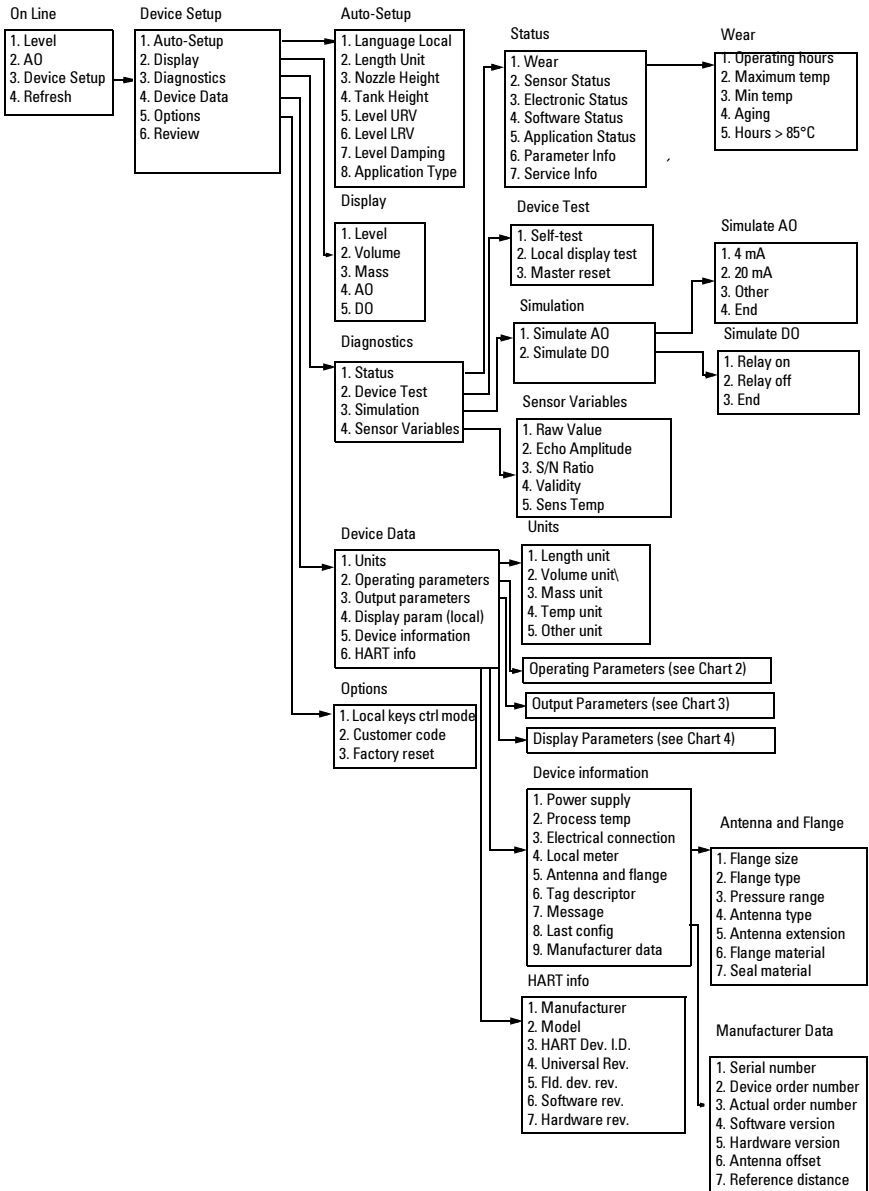 On Line
1. Level
2. AO
3. Device Setup
4. Refresh
Device Setup
1. Auto-Setup
2. Display
3. Diagnostics
4. Device Data
5. Options
6. Review
Auto-Setup
1. Language Local
2. Length Unit
3. Nozzle Height
4. Tank Height
5. Level URV
6. Level LRV
7. Level Damping
8. Application Type
Display
1. Level
2. Volume
3. Mass
4. AO
5. DO
Diagnostics
1. Status
2. Device Test
3. Simulation
4. Sensor Variables
Device Data
1. Units
2. Operating parameters
3. Output parameters
4. Display param (local)
5. Device information
6. HART info
Options
1. Local keys ctrl mode
2. Customer code
3. Factory reset
Status
1. Wear
2. Sensor Status
3. Electronic Status
4. Software Status
5. Application Status
6. Parameter Info
7. Service Info
Device Test
1. Self-test
2. Local display test
3. Master reset
Simulation
1. Simulate AO
2. Simulate DO
Sensor Variables
1. Raw Value
2. Echo Amplitude
3. S/N Ratio
4. Validity
5. Sens Temp
Units
1. Length unit
2. Volume unit\
3. Mass unit
4. Temp unit
5. Other unit
Operating Parameters (see Chart 2)
Output Parameters (see Chart 3)
Display Parameters (see Chart 4)
Device information
1. Power supply
2. Process temp
3. Electrical connection
4. Local meter
5. Antenna and flange
6. Tag descriptor
7. Message
8. Last config
9. Manufacturer data
HART info
1. Manufacturer
2. Model
3. HART Dev. I.D.
4. Universal Rev.
5. Fld. dev. rev.
6. Software rev.
7. Hardware rev.
Wear
1. Operating hours
2. Maximum temp
3. Min temp
4. Aging
5. Hours > 85°C
Simulate AO
1. 4 mA
2. 20 mA
3. Other
4. End
Simulate DO
1. Relay on
2. Relay off
3. End
Antenna and Flange
1. Flange size
2. Flange type
3. Pressure range
4. Antenna type
5. Antenna extension
6. Flange material
7. Seal material
Manufacturer Data
1. Serial number
2. Device order number
3. Actual order number
4. Software version
5. Hardware version
6. Antenna offset
7. Reference distance